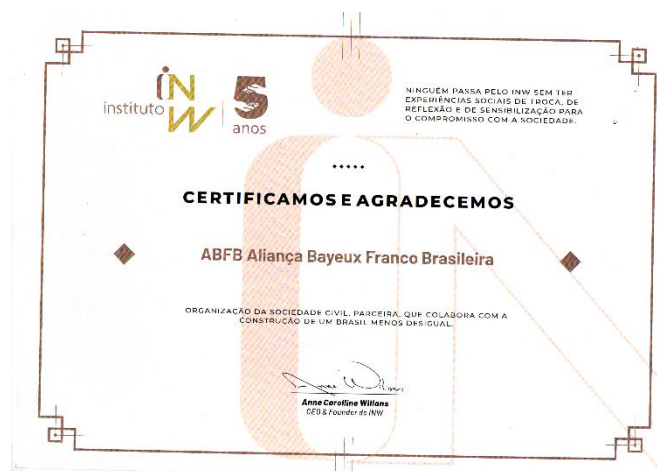 instituto iNW 5 anos
NINGUÉM PASSA PELO INW SEM TER
EXPERIÊNCIAS SOCIAIS DE TROCA, DE
REFLEXÃO E DE SENSIBILIZAÇÃO PARA
O COMPROMISSO COM A SOCIEDADE.
CERTIFICAMOS E AGRADECEMOS
ABFB Aliança Bayeux Franco Brasileira
ORGANIZAÇÃO DA SOCIEDADE CIVIL, PARCEIRA, QUE COLABORA COM A
CONSTRUÇÃO DE UM BRASIL MENOS DESIGUAL.
Anne Carolline Willians
CEO & Founder do INW